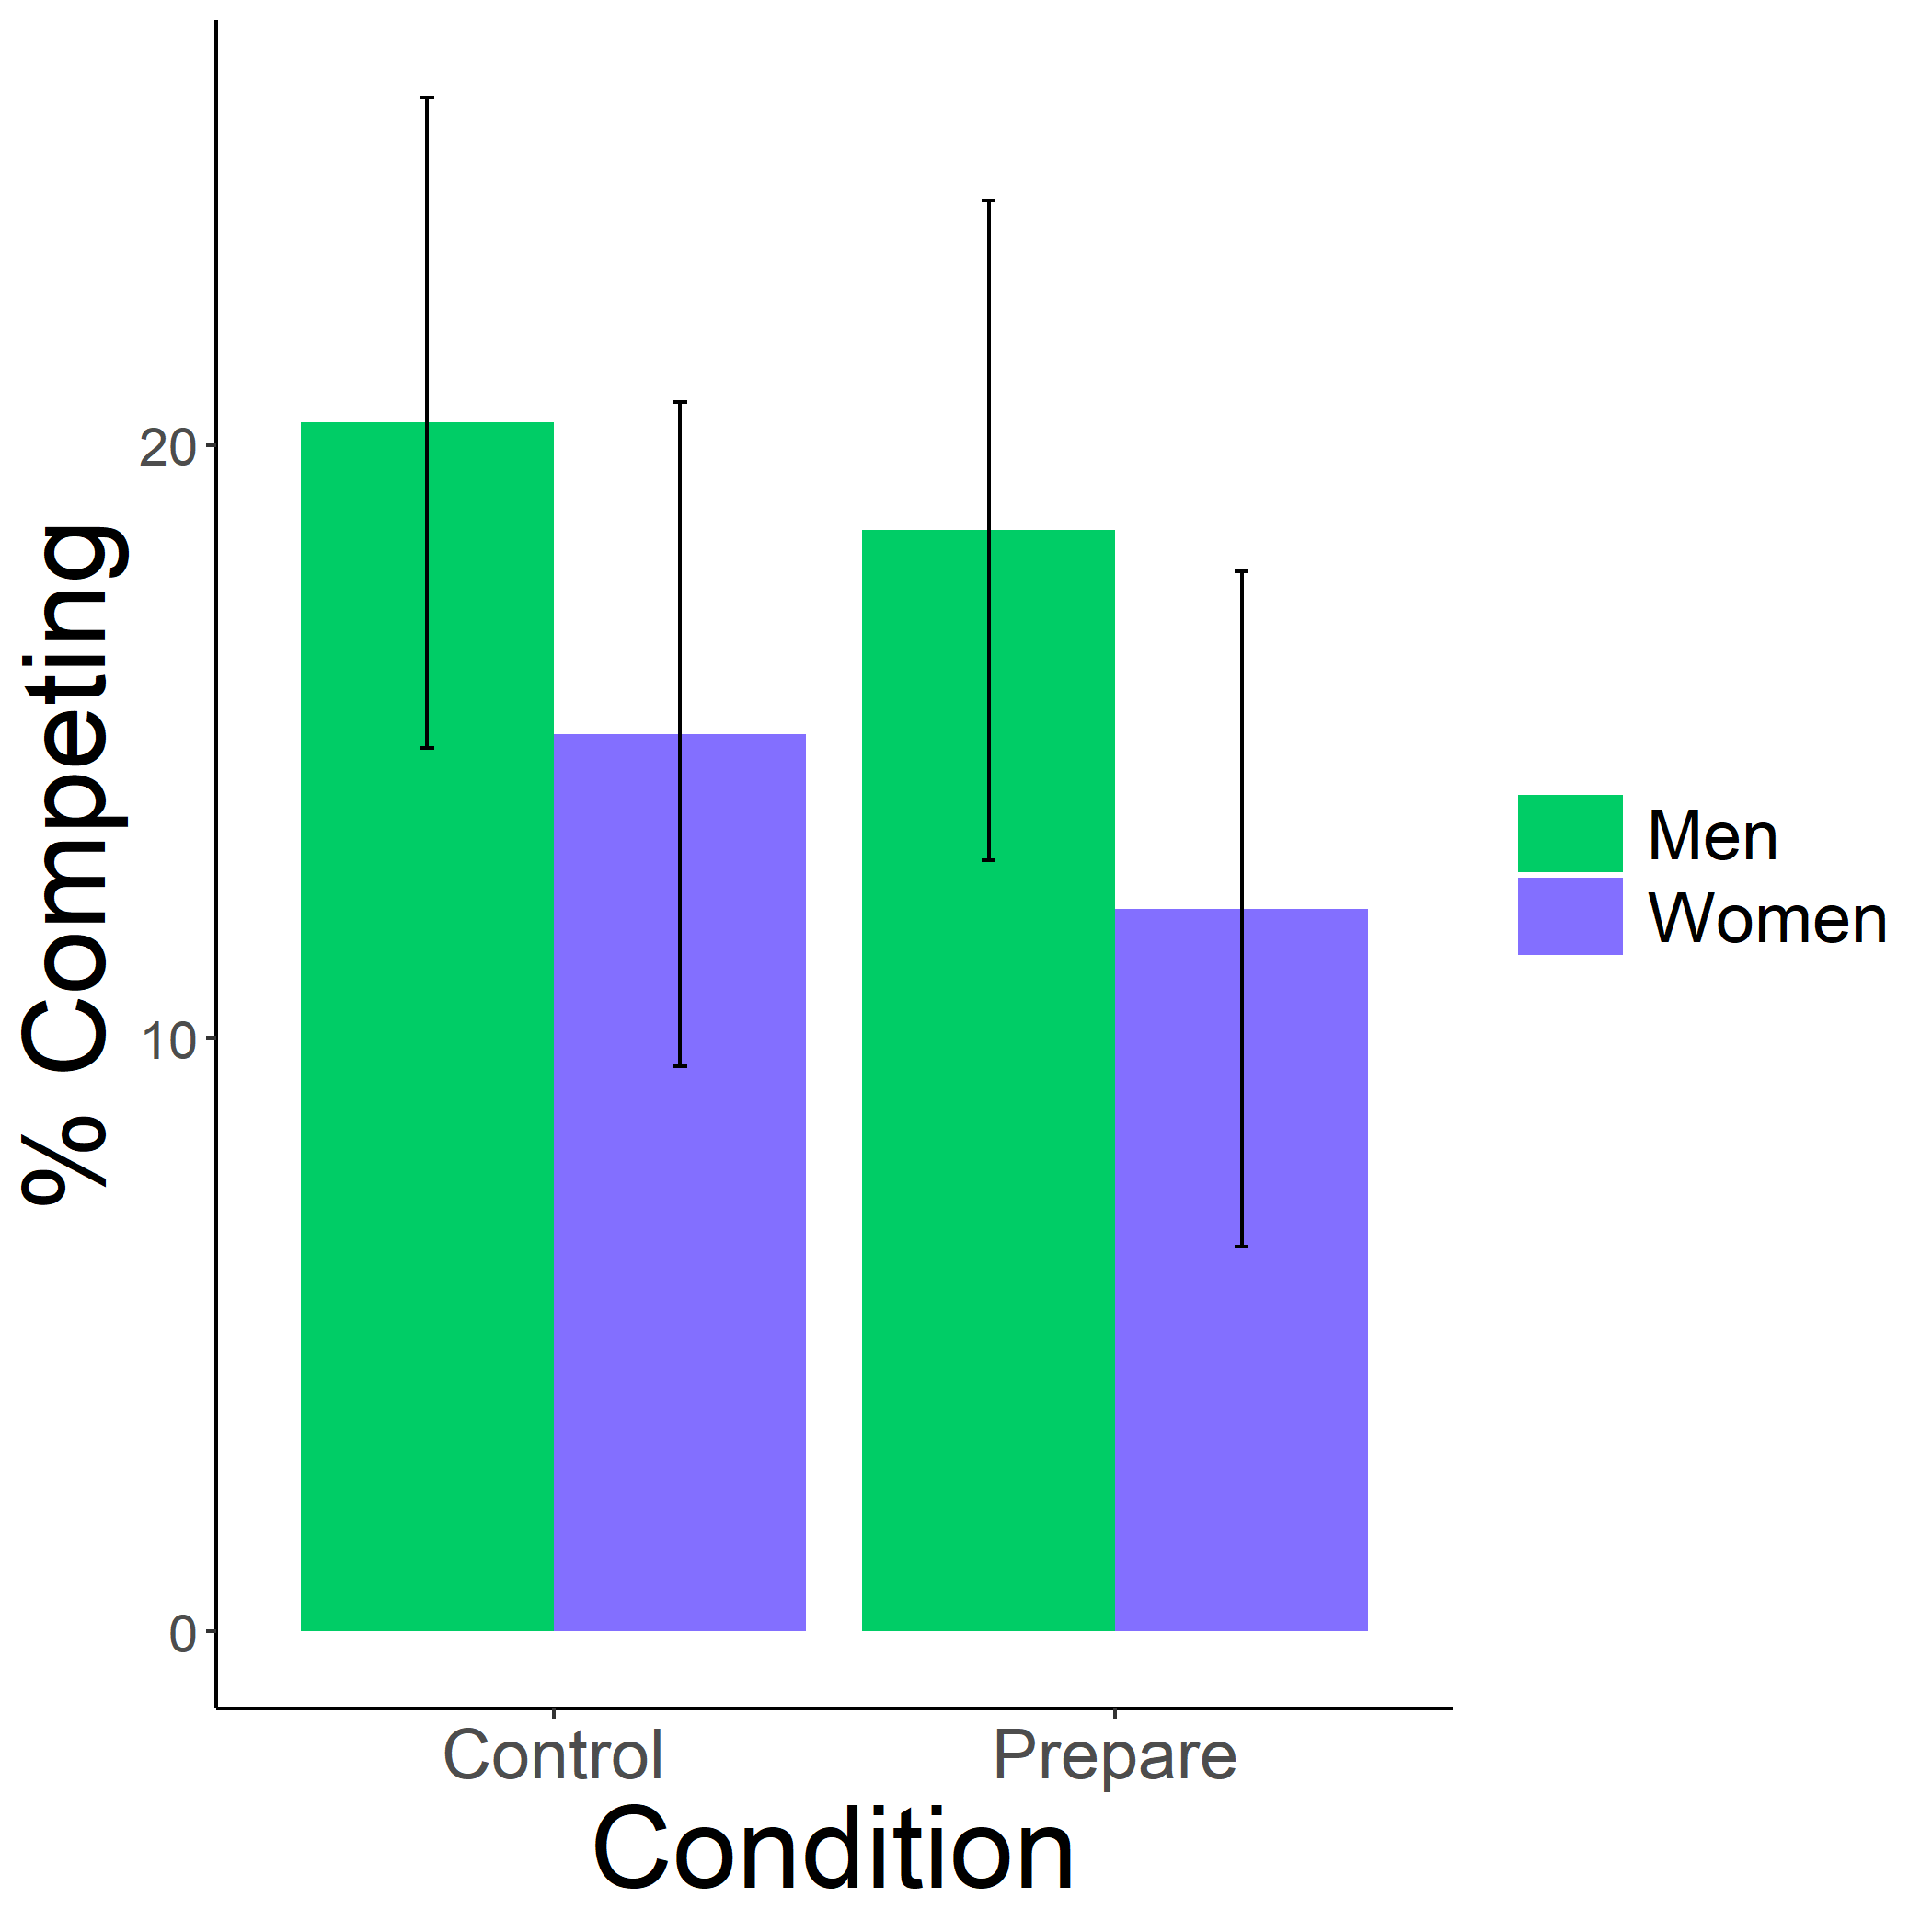 % Competing
20
10
0
Control Prepare
Condition
Men
Women